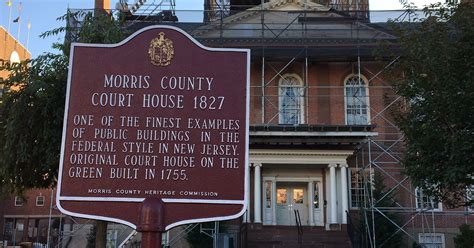 MORRIS COUNTY
COURT HOUSE 1827
ONE OF THE FINEST EXAMPLES
OF PUBLIC BUILDINGS IN THE
FEDERAL STYLE IN NEW JERSEY.
ORIGINAL COURT HOUSE ON THE
GREEN BUILT IN 1755.
MORRIS COUNTY HERITAGE COMMISSION